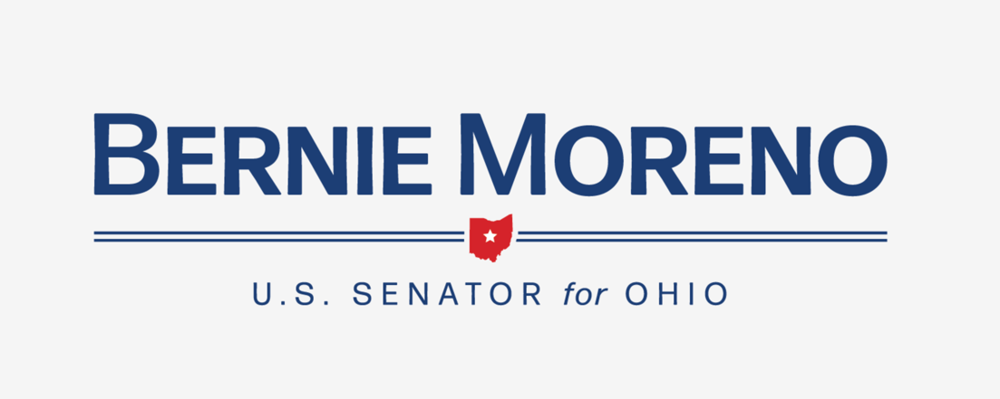 BERNIE MORENO
U.S. SENATOR for OHIO